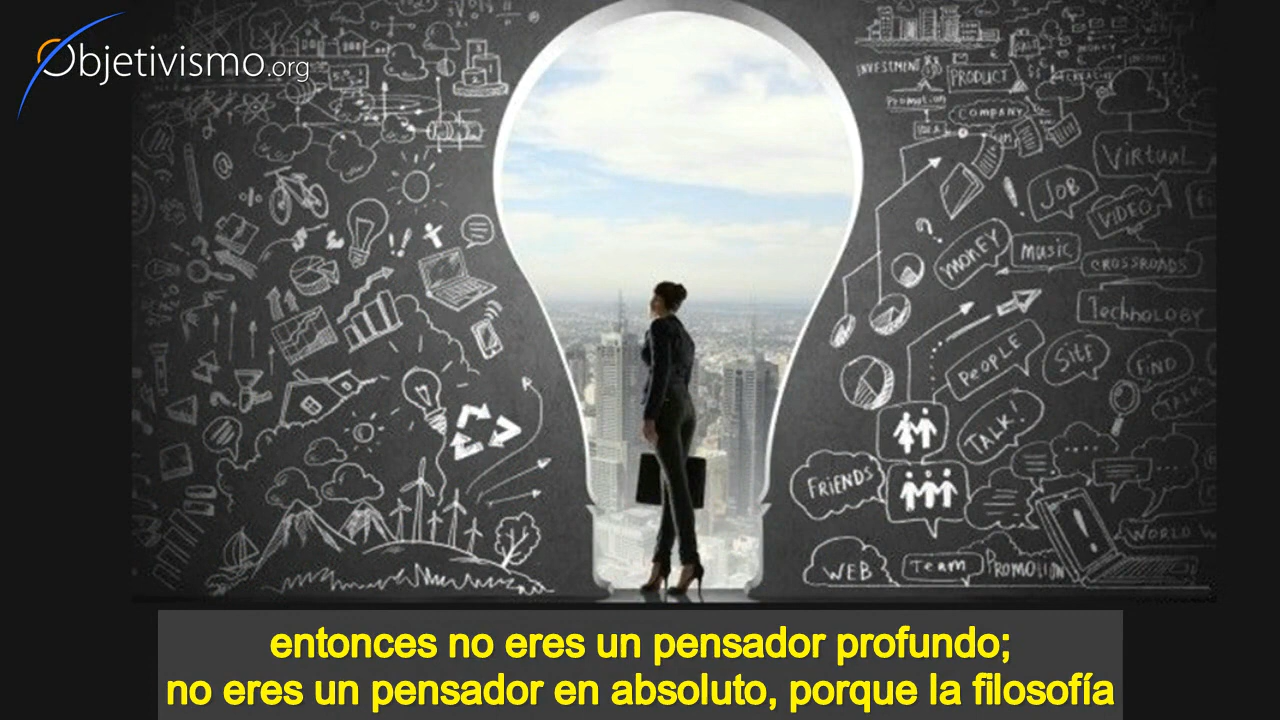 Objetivismo.org
INVESTMENT
PRODUCT
Promotion
COMPANY
IDEA
VIRTUAL
JOB
VIDEO
MONEY
MUSIC
CROSSROADS
TECHNOLOGY
PEOPLE
SITE
FIND
TALK
TALK!
FRIENDS
WORLD W
WEB
Team
PROMOTION
entonces no eres un pensador profundo;
no eres un pensador en absoluto, porque la filosofía